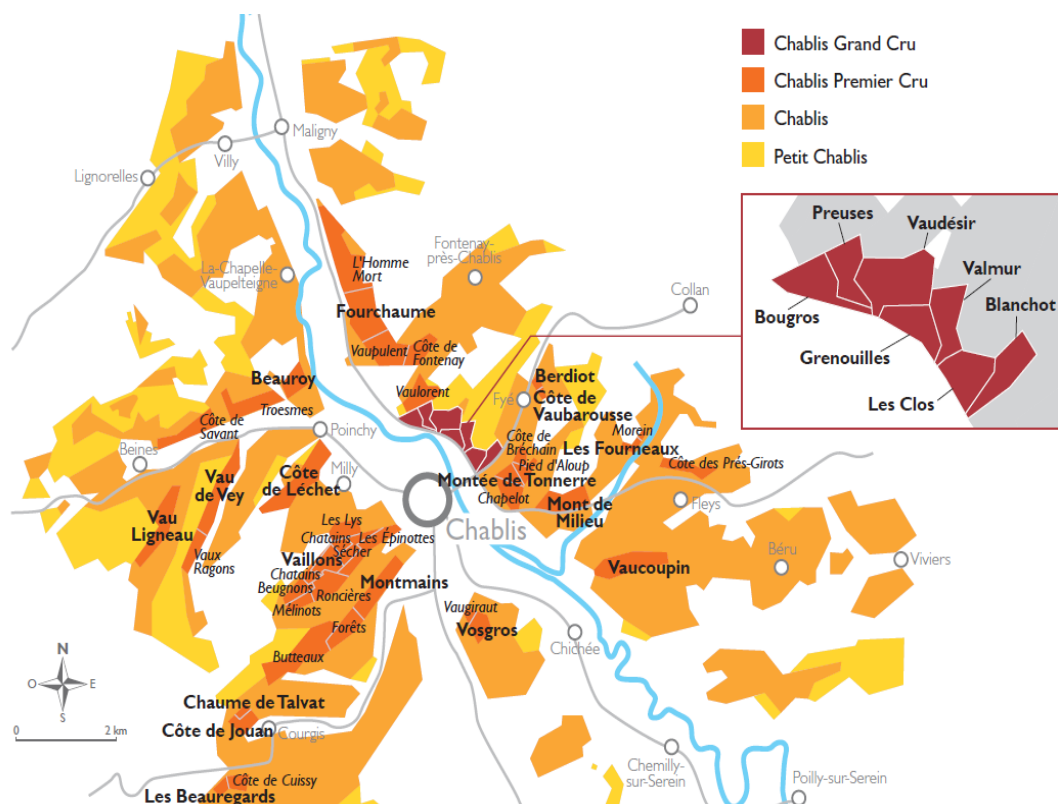 Chablis Grand Cru
Chablis Premier Cru
Chablis
Petit Chablis
Preuses
Vaudésir
Valmur
Blanchot
Bougros
Grenouilles
Les Clos
Maligny
Villy
Lignorelles
La-Chapelle-
Vaupelteigne
L'Homme
Mort
Fontenay-
près-Chablis
Collan
Fourchaume
Vaupulent
Côte de
Fontenay
Beauroy
Troesmes
Vaulorent
Fyé
Berdiot
Côte de
Vaubarousse
Côte de
Savant
Poinchy
Beines
Morein
Côte de
Bréchain
Les Fourneaux
Pied d'Aloup
Côte des Prés-Girots
Montée de Tonnerre
Chapelot
Mont de
Milieu
Fleys
Milly
Côte
de Léchet
Vau
de Vey
Vau
Ligneau
Vaux
Ragons
Chablis
Les Lys
Chatains
Les Épinottes
Sécher
Vaillons
Chatains
Beugnons
Roncières
Mélinots
Montmains
Forêts
Butteaux
Vaucoupin
Béru
Viviers
Vaugiraut
Vosgros
Chichée
Chaume de Talvat
Côte de Jouan
Courgis
Côte de Cuissy
Les Beauregards
Chemilly-
sur-Serein
Poilly-sur-Serein
N
O
E
S
0
2 km